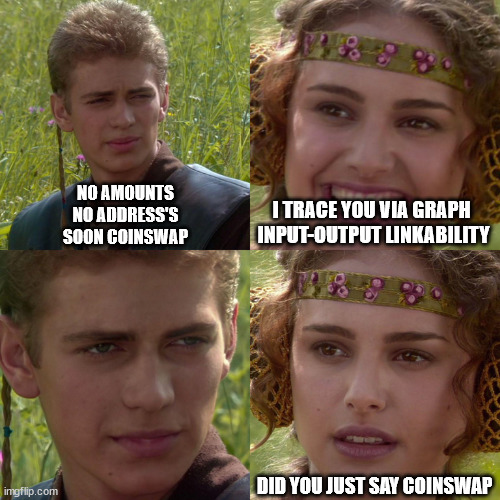 NO AMOUNTS
NO ADDRESS'S
SOON COINSWAP
I TRACE YOU VIA GRAPH
INPUT-OUTPUT LINKABILITY
DID YOU JUST SAY COINSWAP
imgflip.com